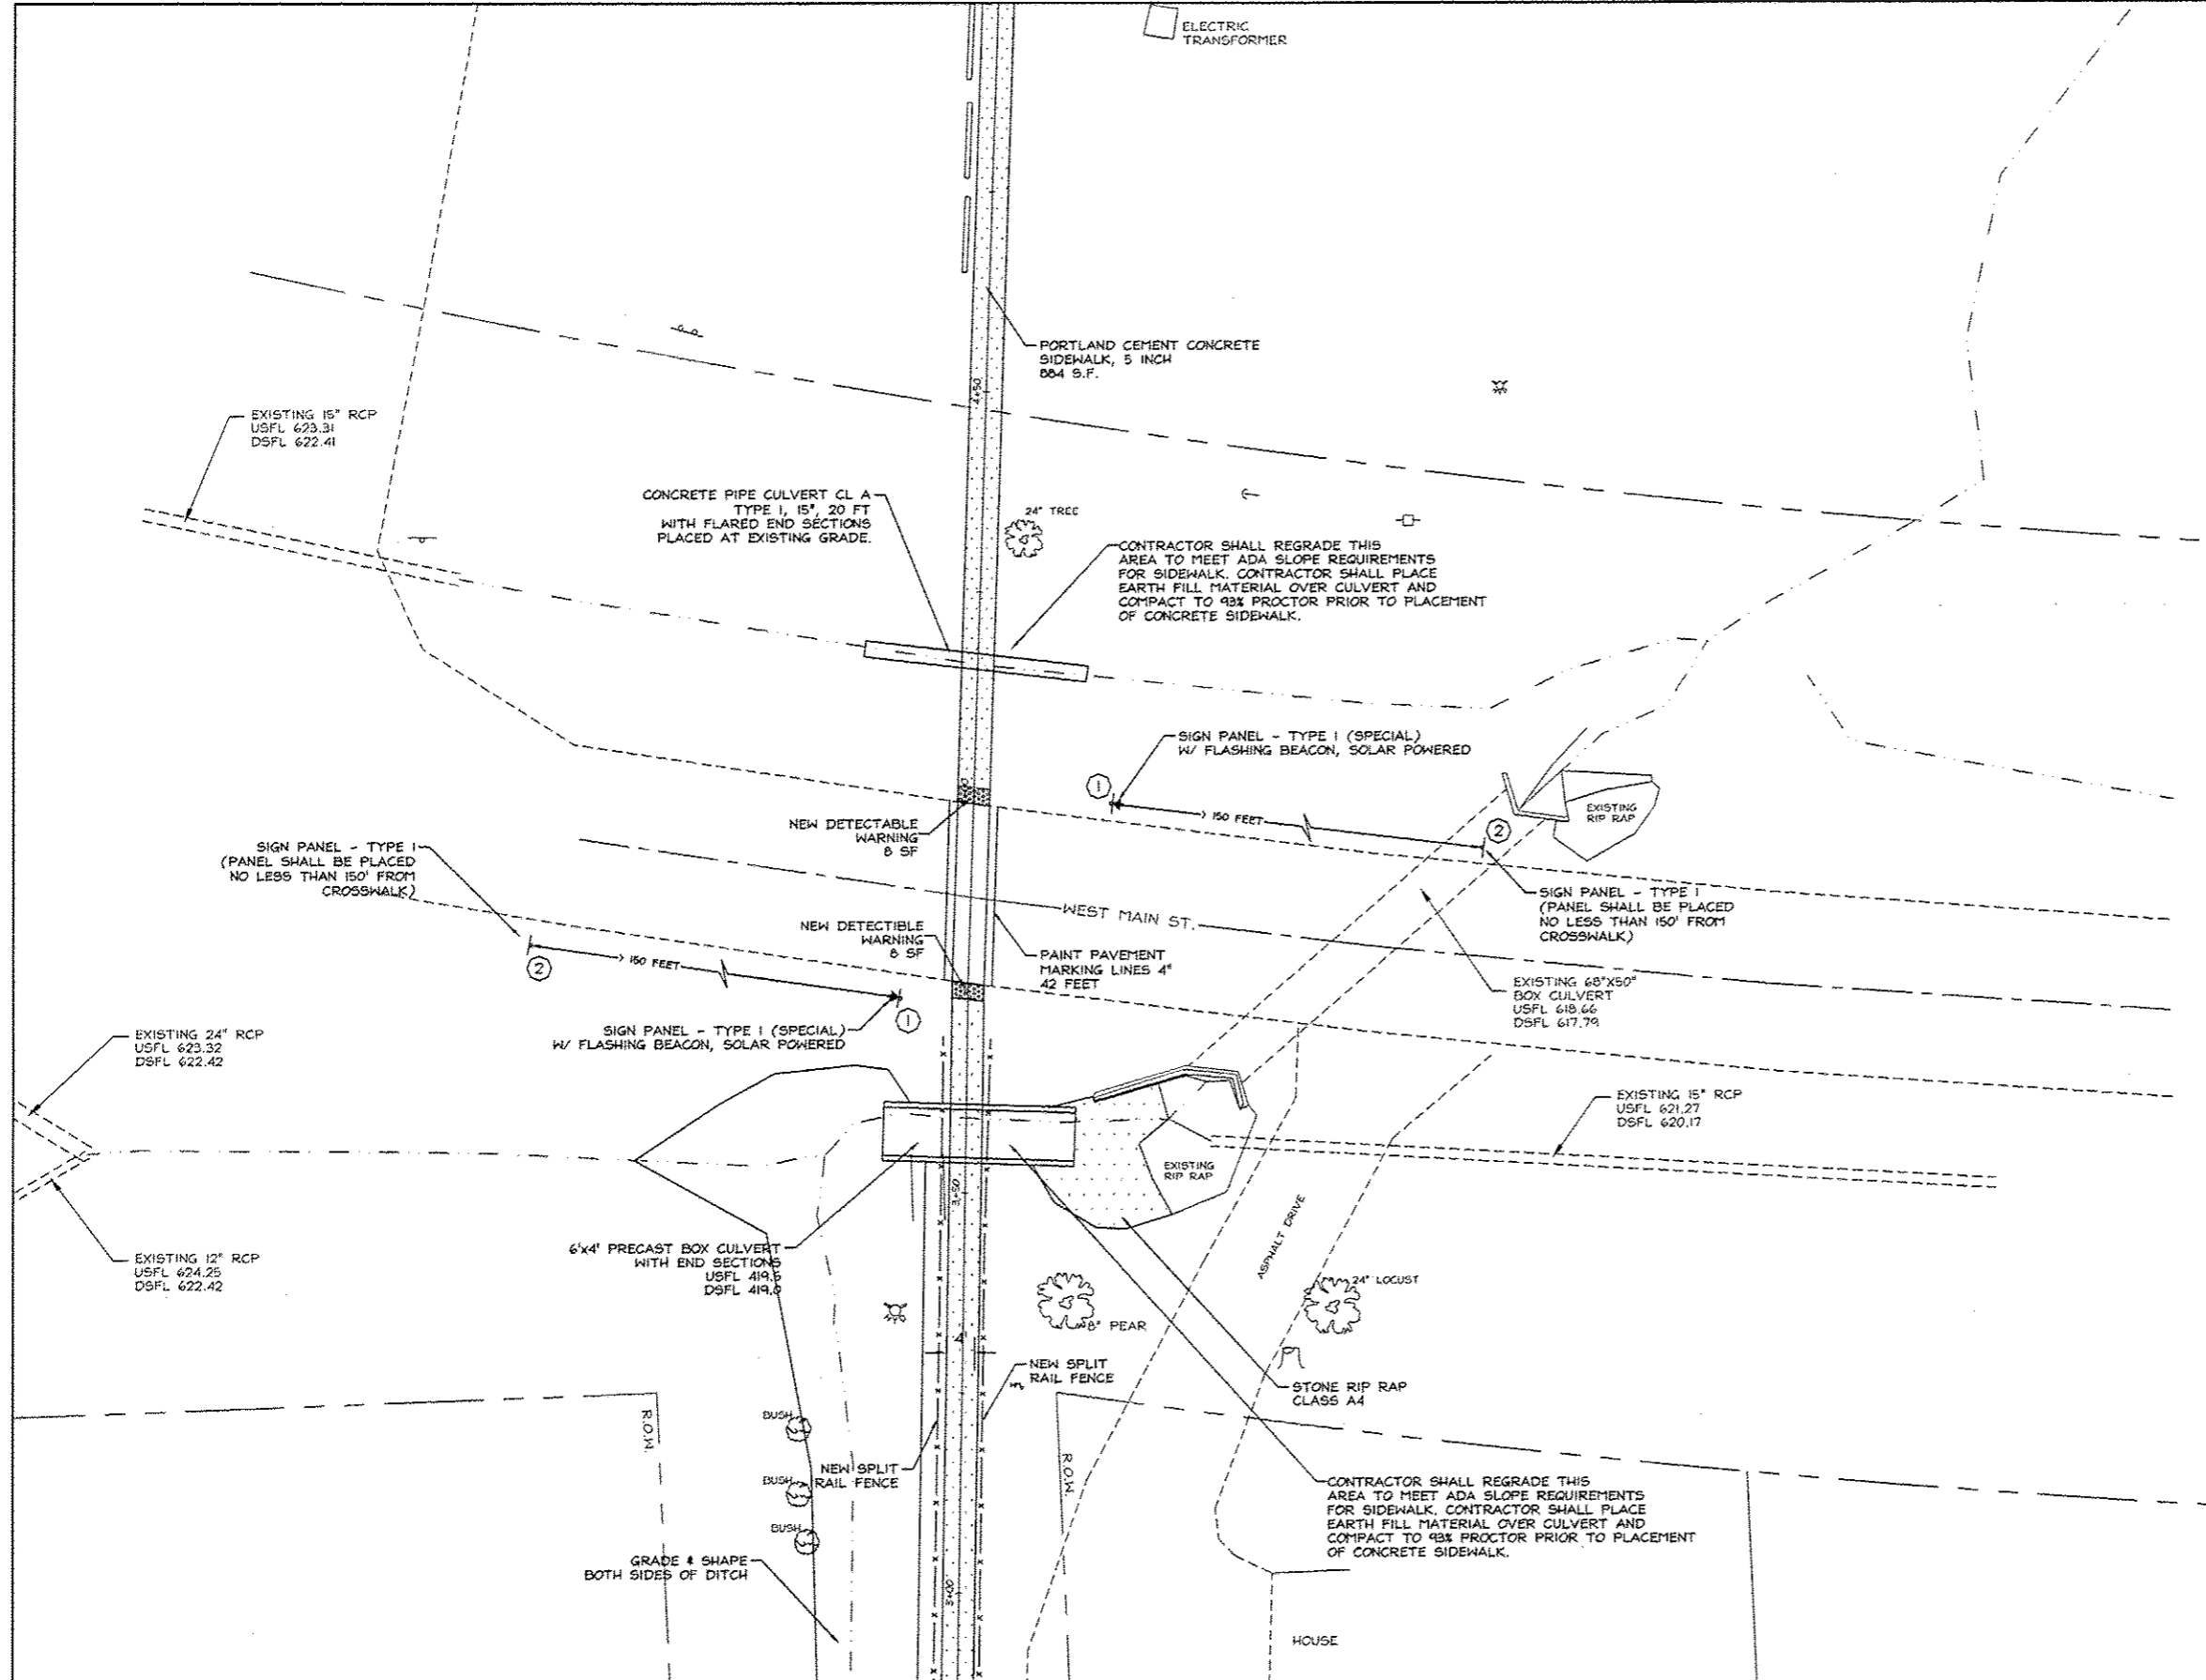 ELECTRIC
TRANSFORMER
PORTLAND CEMENT CONCRETE
SIDEWALK, 5 INCH
884 S.F.
4+50
EXISTING 15" RCP
USFL 623.31
DSFL 622.41
CONCRETE PIPE CULVERT CL A
TYPE 1, 15", 20 FT
WITH FLARED END SECTIONS
PLACED AT EXISTING GRADE.
24" TREE
CONTRACTOR SHALL REGRADE THIS
AREA TO MEET ADA SLOPE REQUIREMENTS
FOR SIDEWALK. CONTRACTOR SHALL PLACE
EARTH FILL MATERIAL OVER CULVERT AND
COMPACT TO 93% PROCTOR PRIOR TO PLACEMENT
OF CONCRETE SIDEWALK.
SIGN PANEL - TYPE 1 (SPECIAL)
W/ FLASHING BEACON, SOLAR POWERED
1
> 150 FEET
2
EXISTING
RIP RAP
NEW DETECTABLE
WARNING
8 SF
SIGN PANEL - TYPE 1
(PANEL SHALL BE PLACED
NO LESS THAN 150' FROM
CROSSWALK)
SIGN PANEL - TYPE 1
(PANEL SHALL BE PLACED
NO LESS THAN 150' FROM
CROSSWALK)
WEST MAIN ST.
NEW DETECTIBLE
WARNING
8 SF
PAINT PAVEMENT
MARKING LINES 4"
42 FEET
2
> 150 FEET
1
EXISTING 68"X50"
BOX CULVERT
USFL 618.66
DSFL 617.79
SIGN PANEL - TYPE 1 (SPECIAL)
W/ FLASHING BEACON, SOLAR POWERED
EXISTING 24" RCP
USFL 623.32
DSFL 622.42
EXISTING 15" RCP
USFL 621.27
DSFL 620.17
EXISTING
RIP RAP
3+50
ASPHALT DRIVE
6'x4' PRECAST BOX CULVERT
WITH END SECTIONS
USFL 419.5
DSFL 419.0
EXISTING 12" RCP
USFL 624.25
DSFL 622.42
24" LOCUST
8" PEAR
4'
NEW SPLIT
RAIL FENCE
STONE RIP RAP
CLASS A4
R.O.W.
BUSH
BUSH
BUSH
NEW SPLIT
RAIL FENCE
R.O.W.
CONTRACTOR SHALL REGRADE THIS
AREA TO MEET ADA SLOPE REQUIREMENTS
FOR SIDEWALK. CONTRACTOR SHALL PLACE
EARTH FILL MATERIAL OVER CULVERT AND
COMPACT TO 93% PROCTOR PRIOR TO PLACEMENT
OF CONCRETE SIDEWALK.
GRADE & SHAPE
BOTH SIDES OF DITCH
3+00
HOUSE